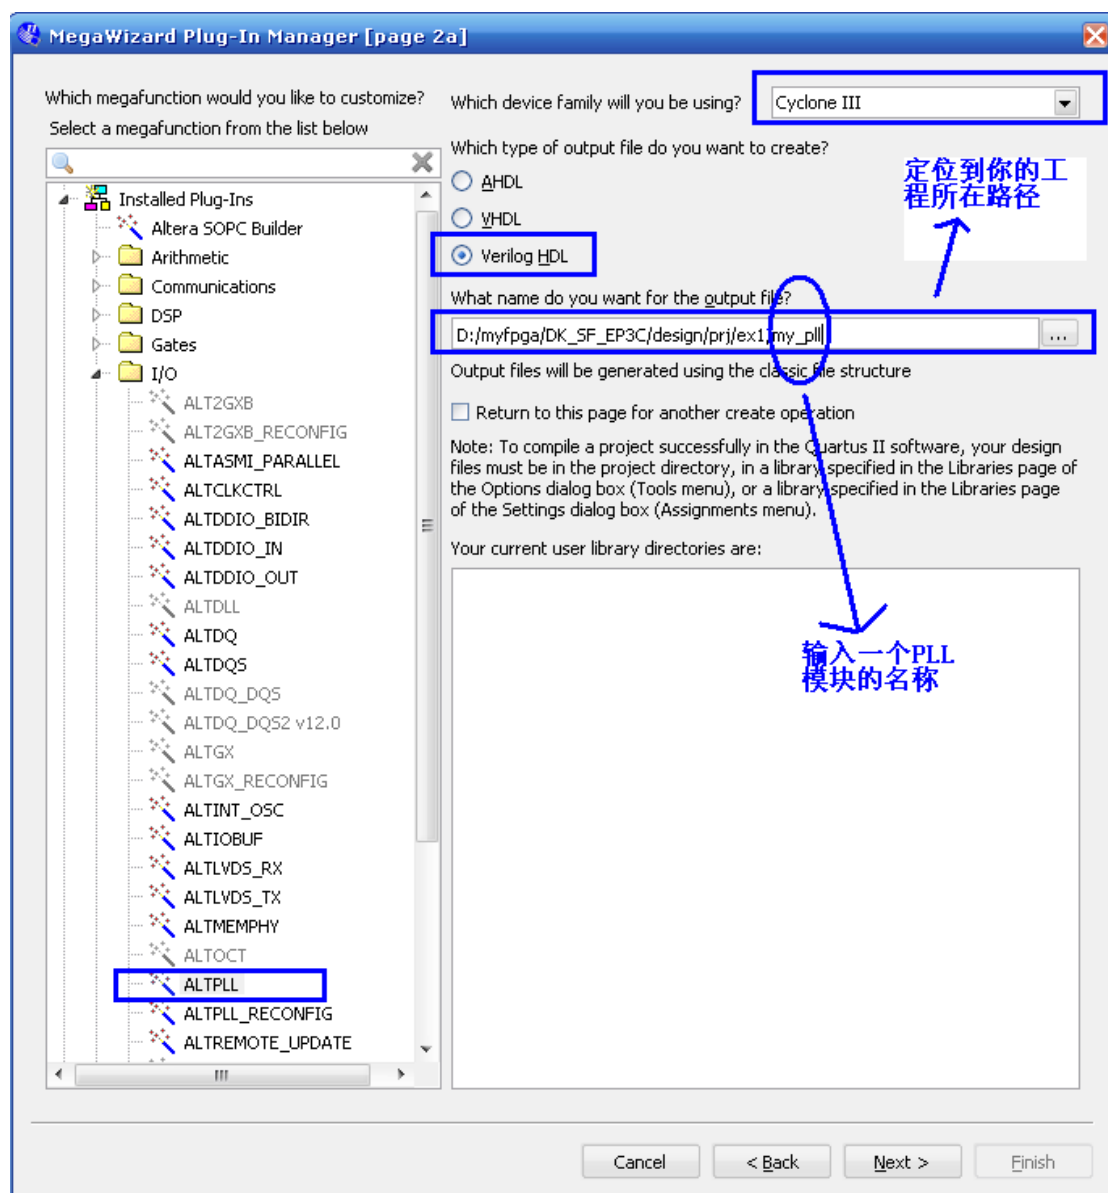 MegaWizard Plug-In Manager [page 2a]
Which megafunction would you like to customize?
Select a megafunction from the list below
Installed Plug-Ins
Altera SOPC Builder
Arithmetic
Communications
DSP
Gates
I/O
ALT2GXB
ALT2GXB_RECONFIG
ALTASMI_PARALLEL
ALTCLKCTRL
ALTDDIO_BIDIR
ALTDDIO_IN
ALTDDIO_OUT
ALTDLL
ALTDQ
ALTDQS
ALTDQ_DQS
ALTDQ_DQS2 v12.0
ALTGX
ALTGX_RECONFIG
ALTINT_OSC
ALTIOBUF
ALTLVDS_RX
ALTLVDS_TX
ALTMEMPHY
ALTOCT
ALTPLL
ALTPLL_RECONFIG
ALTREMOTE_UPDATE
Which device family will you be using?
Cyclone III
Which type of output file do you want to create?
AHDL
VHDL
Verilog HDL
定位到你的工
程所在路径
What name do you want for the output file?
D:/myfpga/DK_SF_EP3C/design/prj/ex1/my_pll
...
Output files will be generated using the classic file structure
Return to this page for another create operation
Note: To compile a project successfully in the Quartus II software, your design
files must be in the project directory, in a library specified in the Libraries page of
the Options dialog box (Tools menu), or a library specified in the Libraries page
of the Settings dialog box (Assignments menu).
Your current user library directories are:
输入一个PLL
模块的名称
Cancel
< Back
Next >
Finish